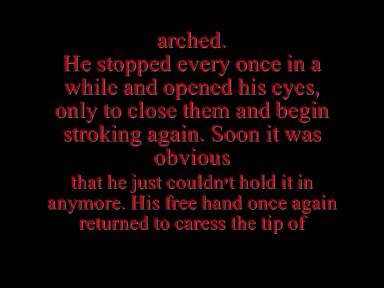 arched.
He stopped every once in a
while and opened his eyes,
only to close them and begin
stroking again. Soon it was
obvious
that he just couldn't hold it in
anymore. His free hand once again
returned to caress the tip of